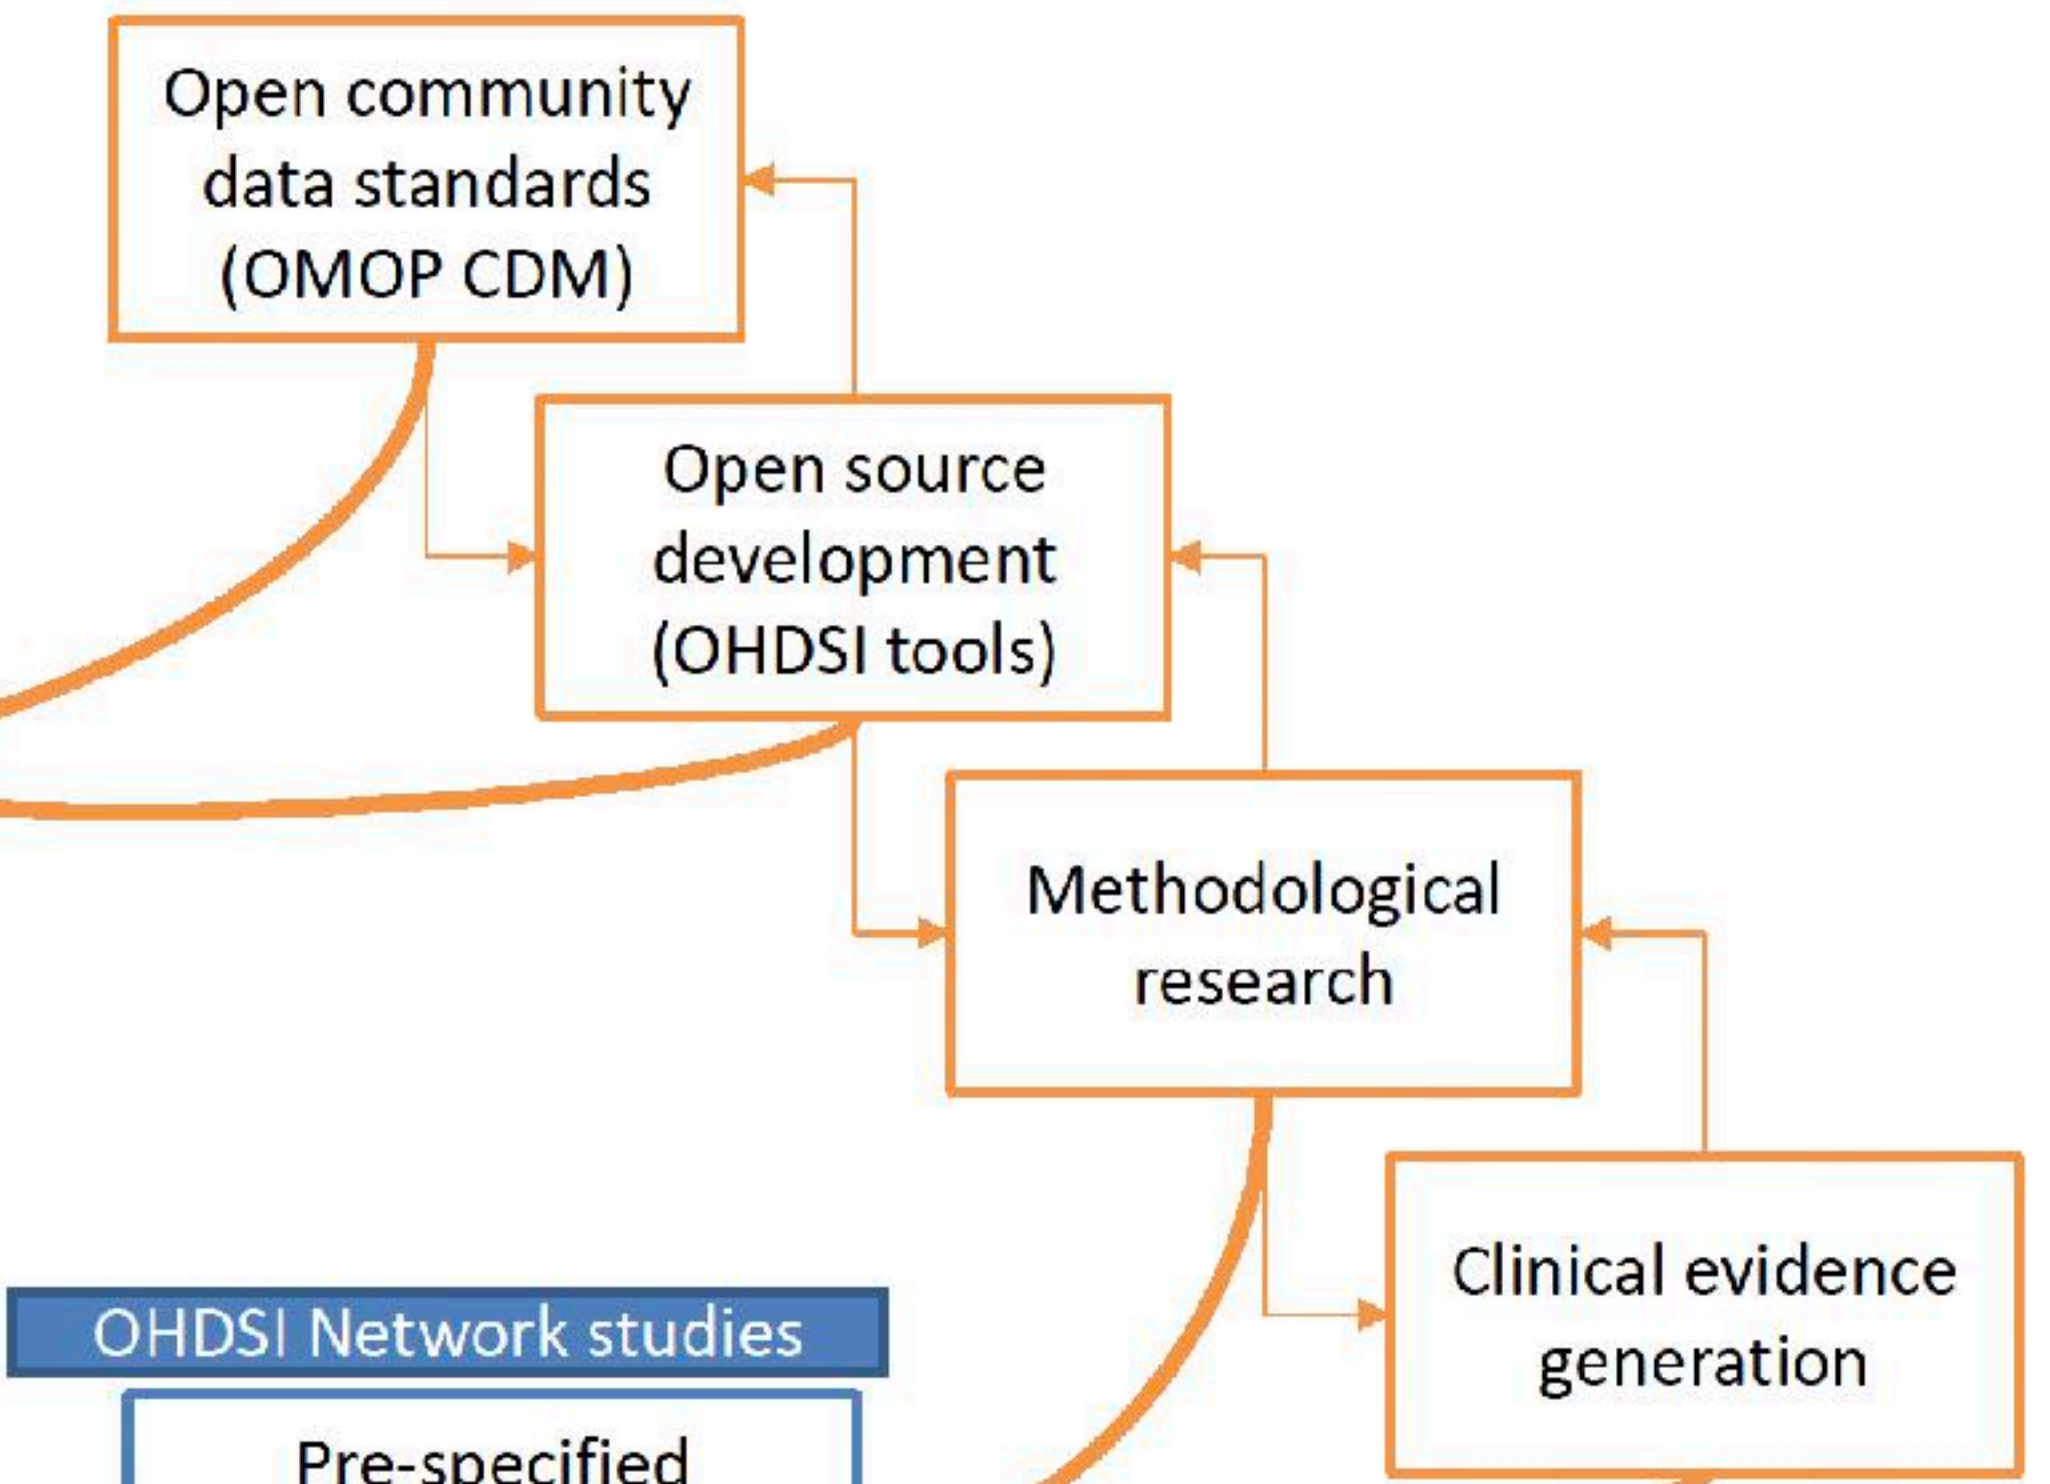 Open community
data standards
(OMOP CDM)
Open source
development
(OHDSI tools)
Methodological
research
Clinical evidence
generation
OHDSI Network studies
Pre-specified